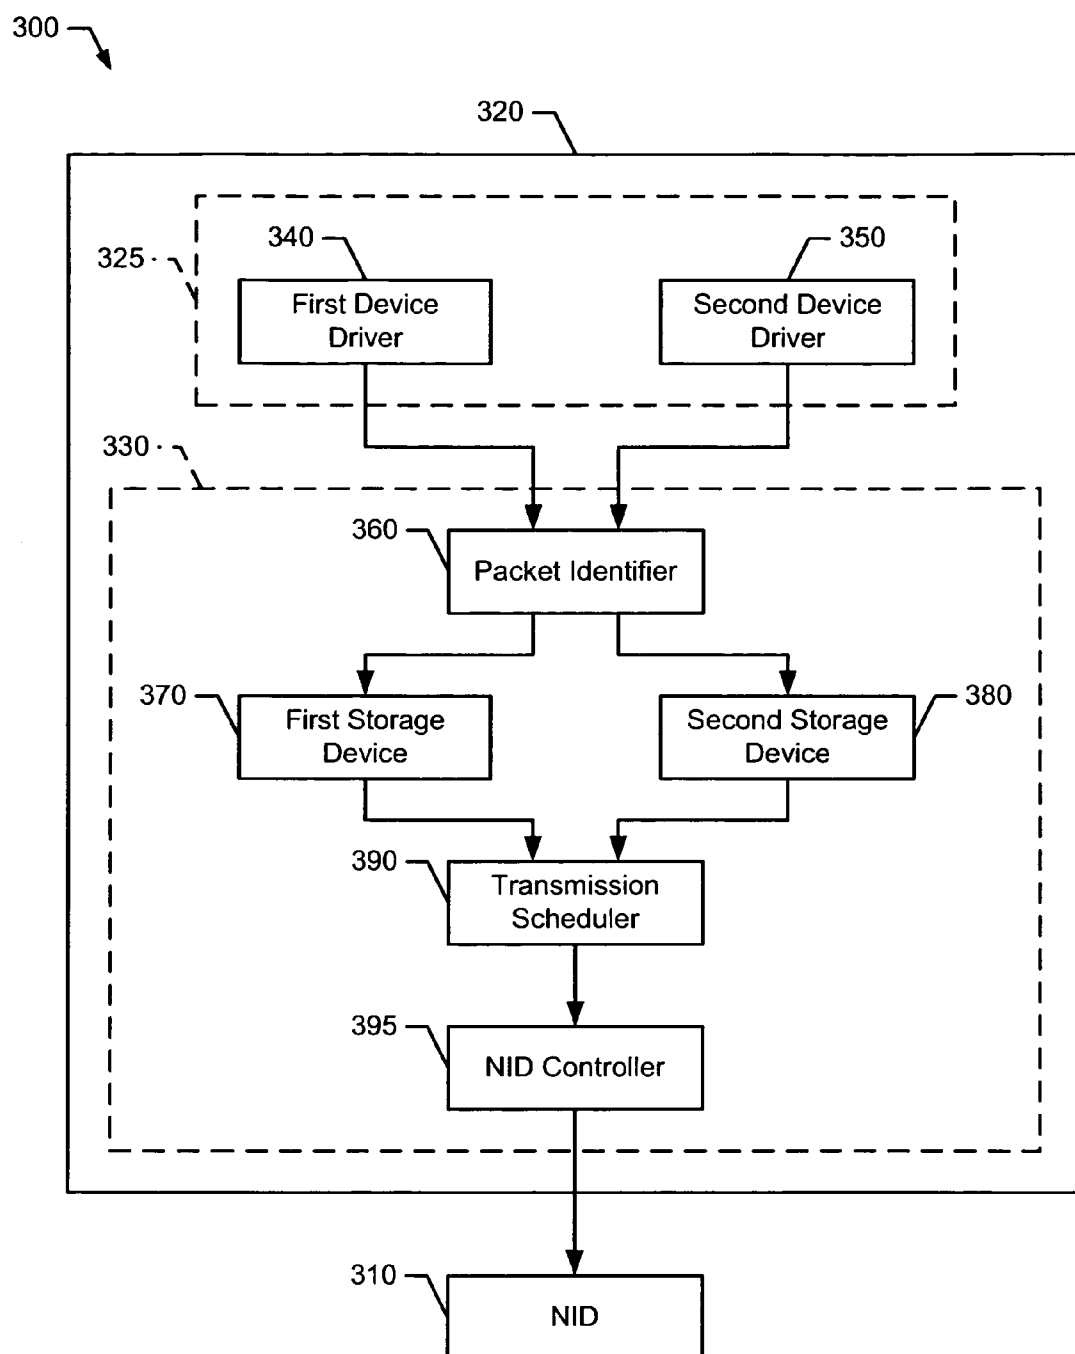 300
320
325
340
350
First Device
Driver
Second Device
Driver
330
360
Packet Identifier
370
First Storage
Device
Second Storage
Device
380
390
Transmission
Scheduler
395
NID Controller
310
NID